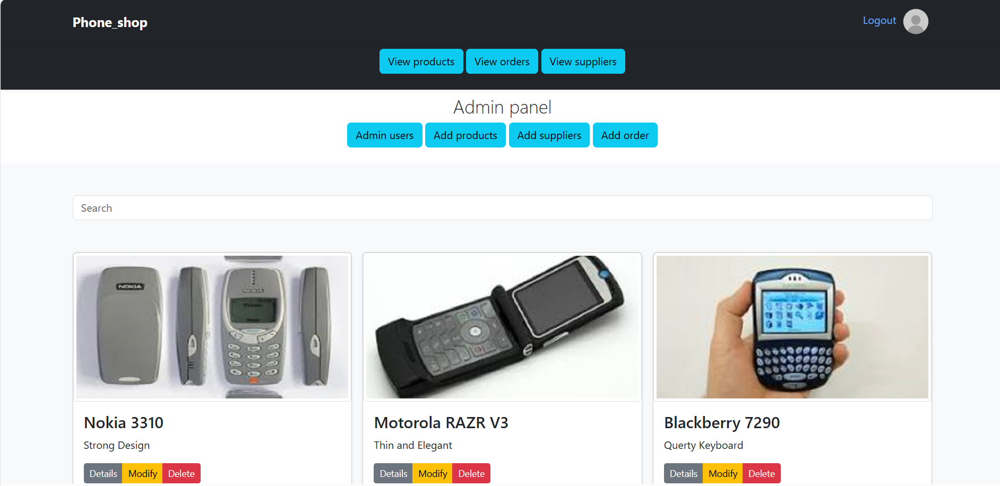 Phone_shop
Logout
View products View orders View suppliers
Admin panel
Admin users Add products Add suppliers Add order
Search
NOKIA
NOKIA
Nokia 3310
Strong Design
Details Modify Delete
Motorola RAZR V3
Thin and Elegant
Details Modify Delete
Blackberry 7290
Querty Keyboard
Details Modify Delete